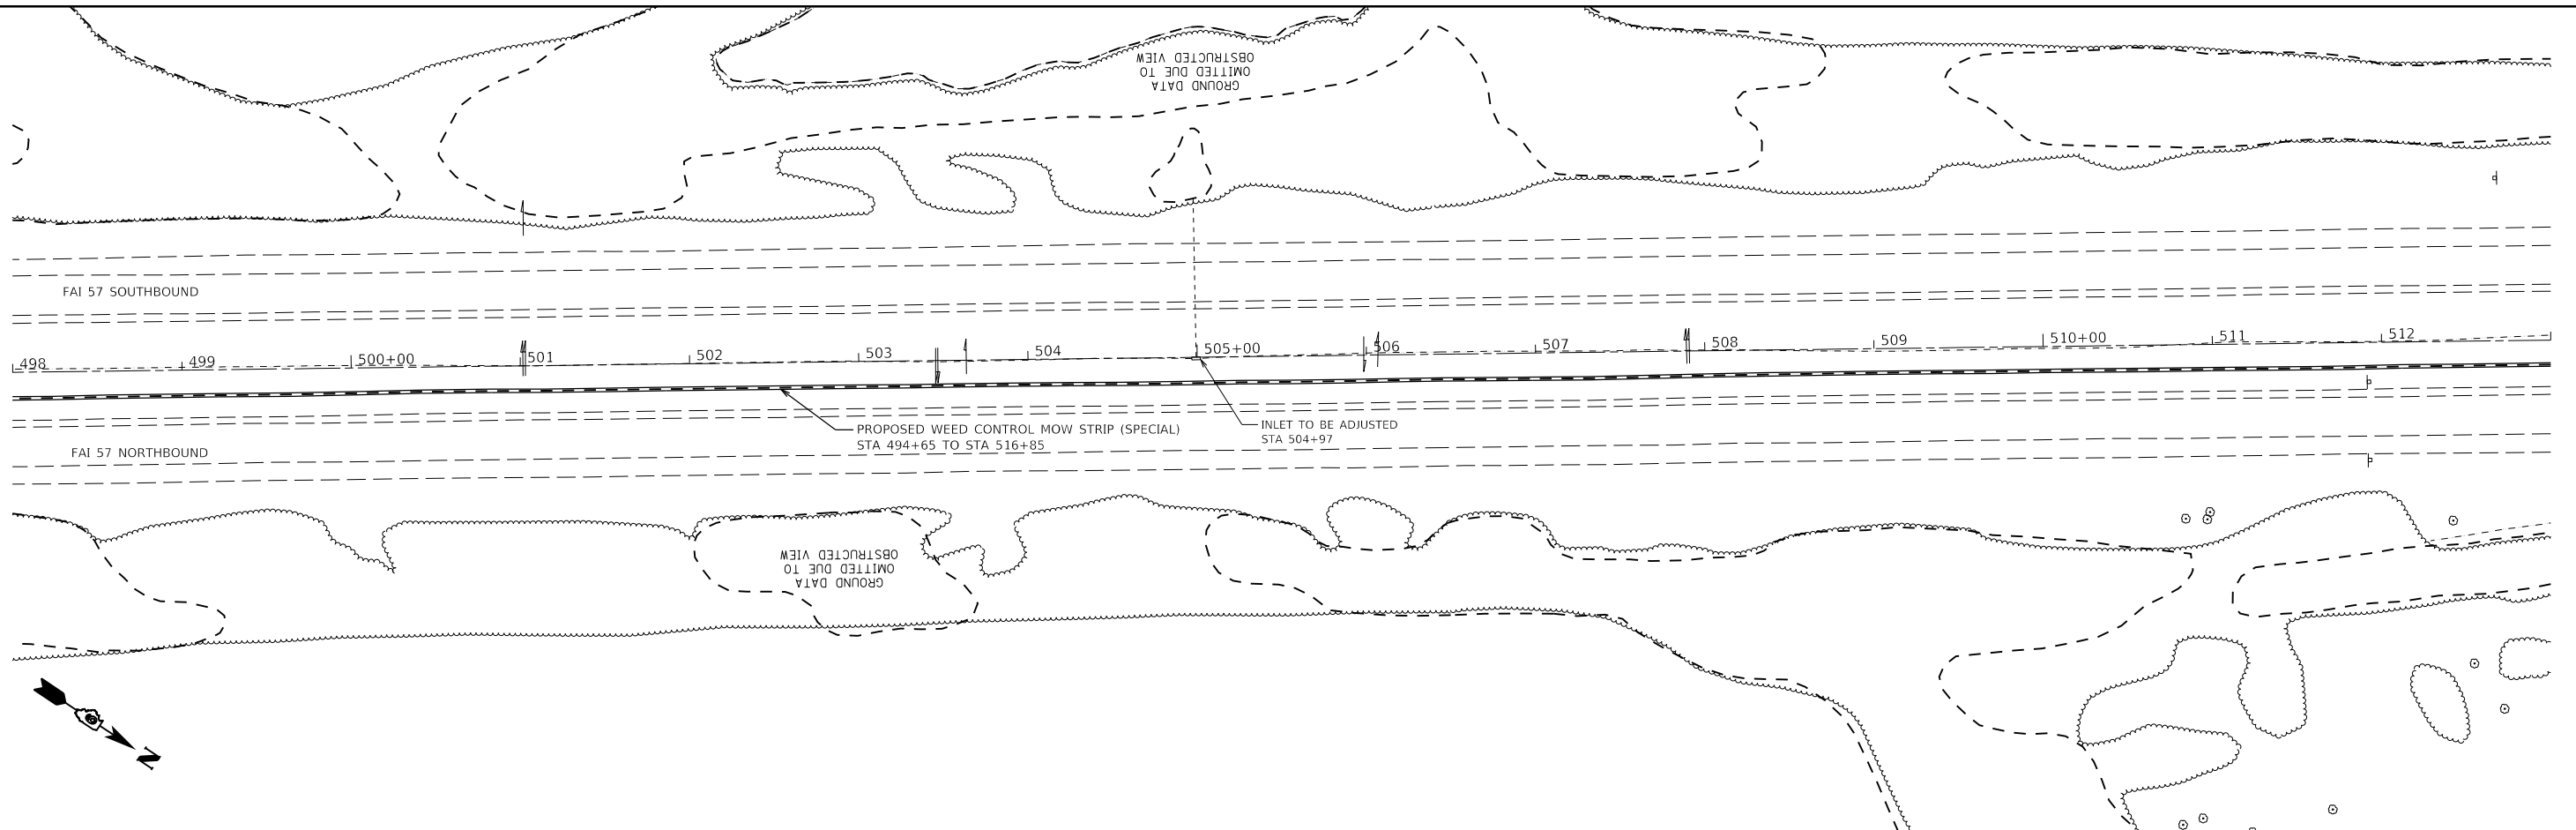 GROUND DATA
OMITTED DUE TO
OBSTRUCTED VIEW
FAI 57 SOUTHBOUND
498
499
500+00
501
502
503
504
505+00
506
507
508
509
510+00
511
512
PROPOSED WEED CONTROL MOW STRIP (SPECIAL)
STA 494+65 TO STA 516+85
INLET TO BE ADJUSTED
STA 504+97
FAI 57 NORTHBOUND
GROUND DATA
OMITTED DUE TO
OBSTRUCTED VIEW
N